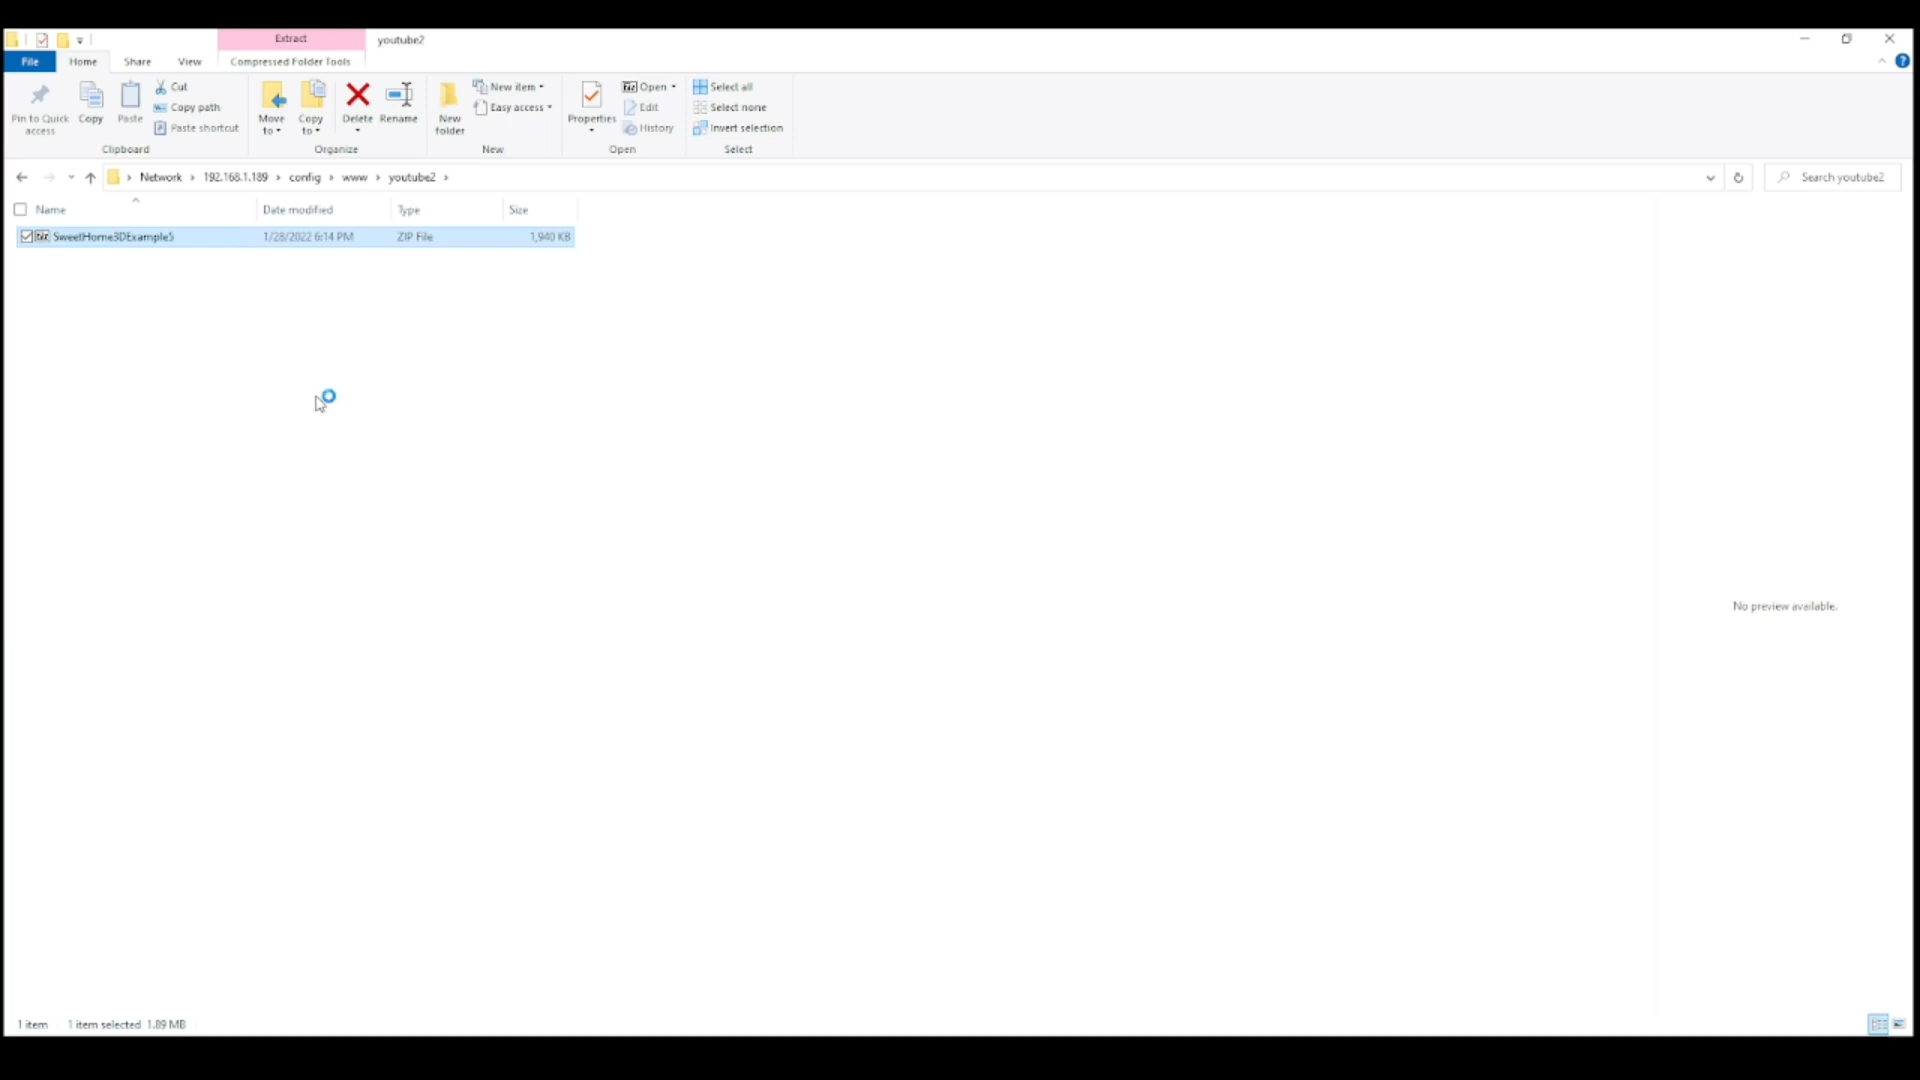 Extract
youtube2
File
Home
Share
View
Compressed Folder Tools
Pin to Quick
access
Copy
Paste
Cut
Copy path
Paste shortcut
Clipboard
Move
to
Copy
to
Delete
Rename
Organize
New
folder
New item
Easy access
New
Properties
Open
Edit
History
Open
Select all
Select none
Invert selection
Select
Network
192.168.1.189
config
www
youtube2
Search youtube2
Name
Date modified
Type
Size
SweetHome3DExample5
1/28/2022 6:14 PM
ZIP File
1,940 KB
No preview available.
1 item
1 item selected 1.89 MB